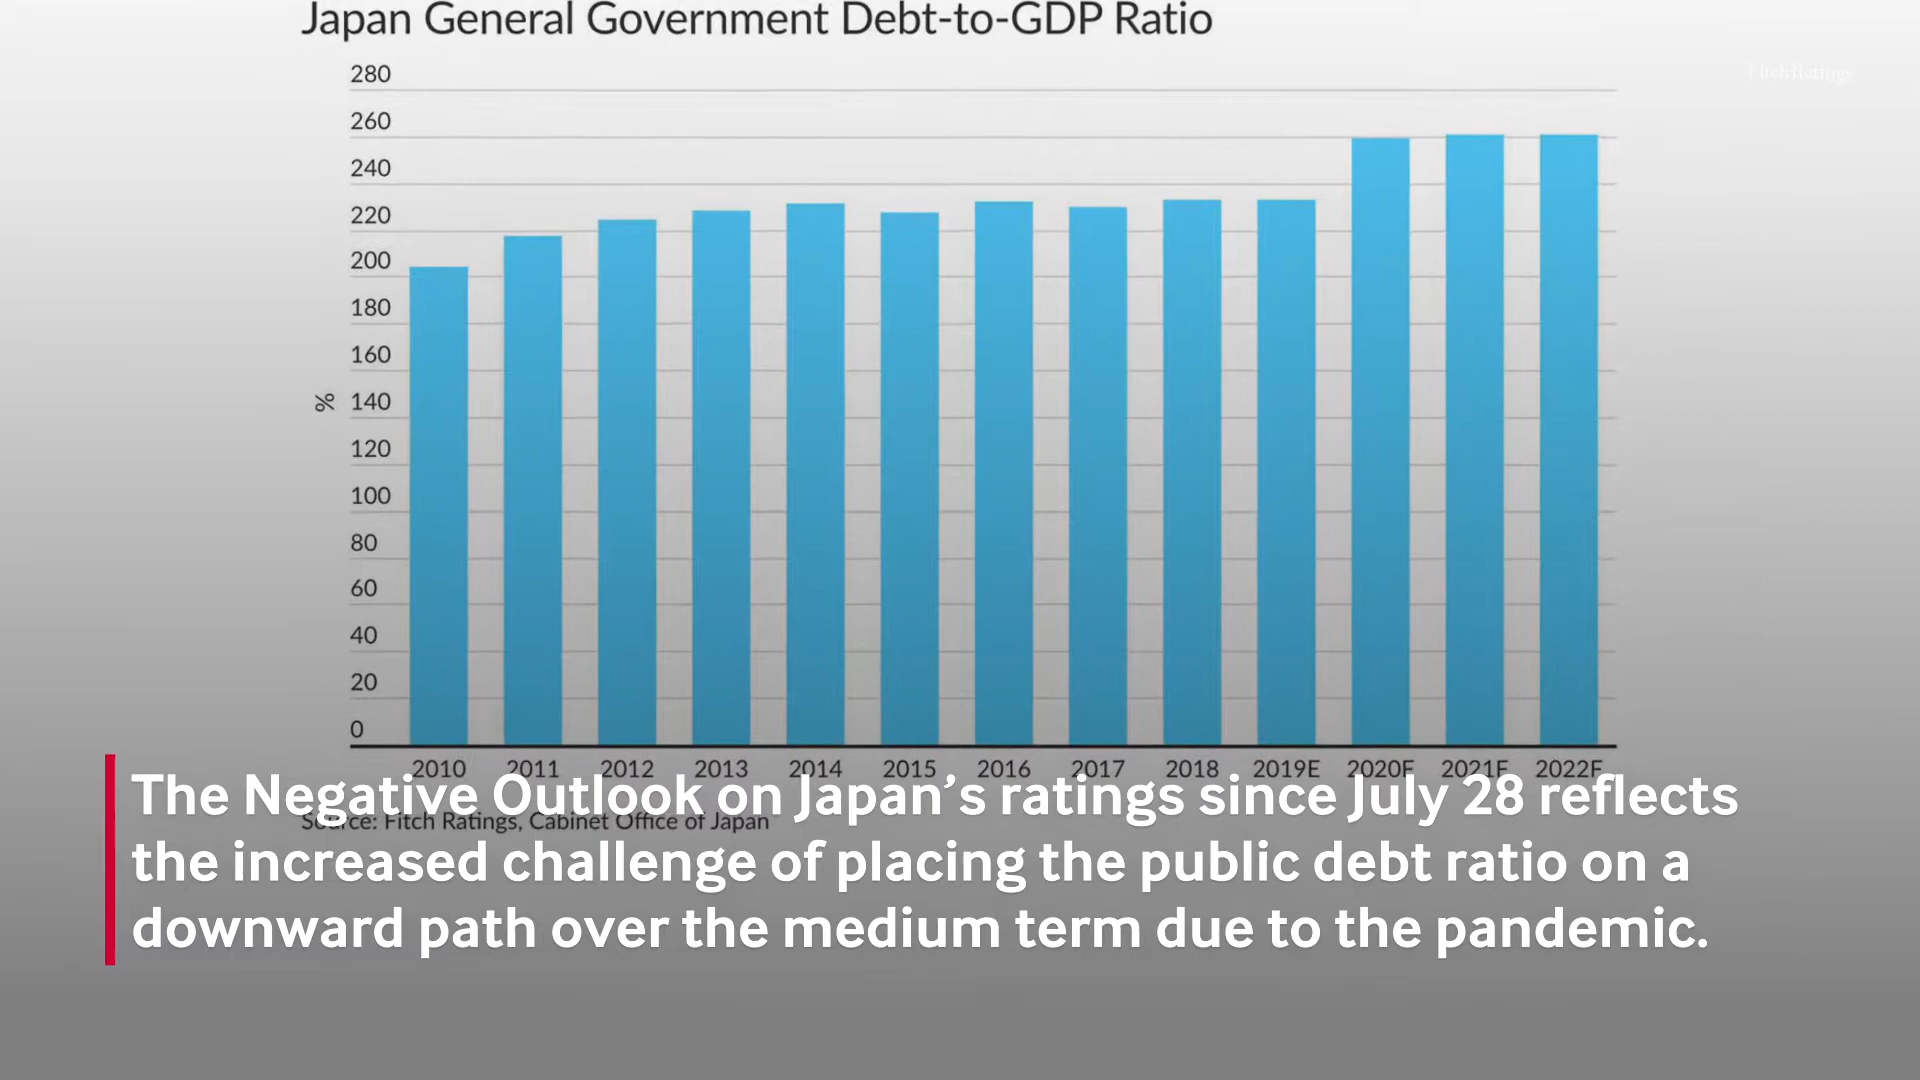 Japan General Government Debt-to-GDP Ratio
FitchRatings
280
260
240
220
200
180
160
% 140
120
100
80
60
40
20
0
2010 2011 2012 2013 2014 2015 2016 2017 2018 2019E 2020F 2021F 2022F
Source: Fitch Ratings, Cabinet Office of Japan
The Negative Outlook on Japan’s ratings since July 28 reflects
the increased challenge of placing the public debt ratio on a
downward path over the medium term due to the pandemic.